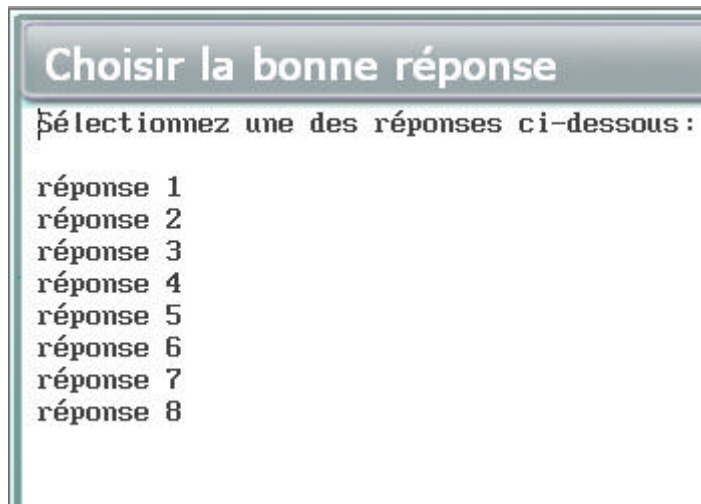 Choisir la bonne réponse
Sélectionnez une des réponses ci-dessous:
réponse 1
réponse 2
réponse 3
réponse 4
réponse 5
réponse 6
réponse 7
réponse 8